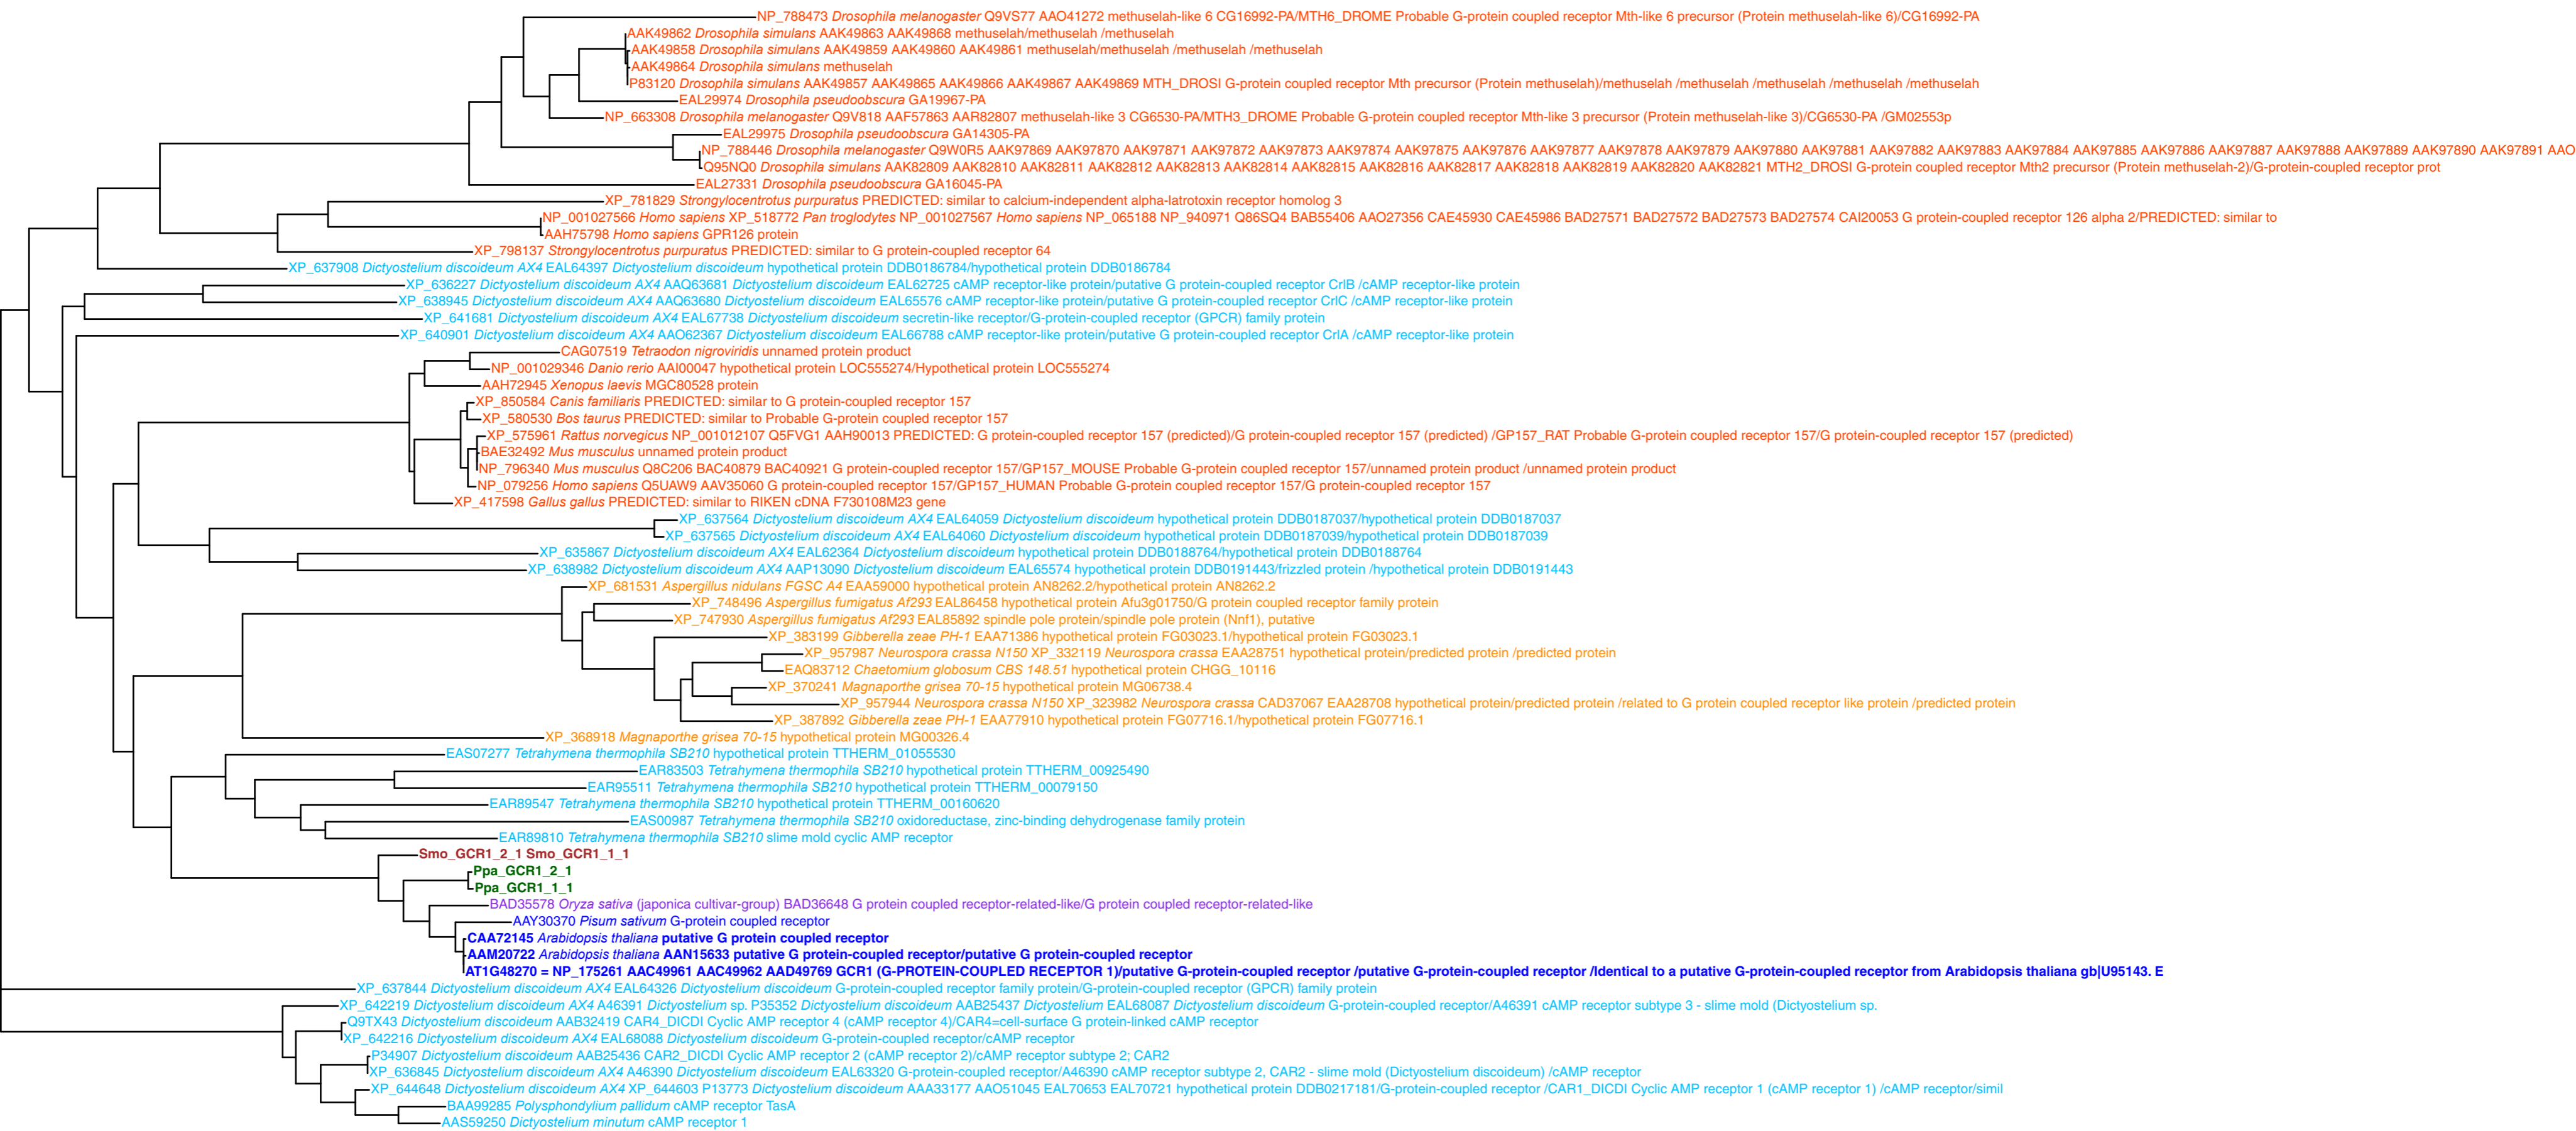 NP_788473 Drosophila melanogaster Q9VS77 AAO41272 methuselah-like 6 CG16992-PA/MTH6_DROME Probable G-protein coupled receptor Mth-like 6 precursor (Protein methuselah-like 6)/CG16992-PA
AAK49862 Drosophila simulans AAK49863 AAK49868 methuselah/methuselah /methuselah
AAK49858 Drosophila simulans AAK49859 AAK49860 AAK49861 methuselah/methuselah /methuselah /methuselah
AAK49864 Drosophila simulans methuselah
P83120 Drosophila simulans AAK49857 AAK49865 AAK49866 AAK49867 AAK49869 MTH_DROSI G-protein coupled receptor Mth precursor (Protein methuselah)/methuselah /methuselah /methuselah /methuselah /methuselah
EAL29974 Drosophila pseudoobscura GA19967-PA
NP_663308 Drosophila melanogaster Q9V818 AAF57863 AAR82807 methuselah-like 3 CG6530-PA/MTH3_DROME Probable G-protein coupled receptor Mth-like 3 precursor (Protein methuselah-like 3)/CG6530-PA /GM02553p
EAL29975 Drosophila pseudoobscura GA14305-PA
NP_788446 Drosophila melanogaster Q9W0R5 AAK97869 AAK97870 AAK97871 AAK97872 AAK97873 AAK97874 AAK97875 AAK97876 AAK97877 AAK97878 AAK97879 AAK97880 AAK97881 AAK97882 AAK97883 AAK97884 AAK97885 AAK97886 AAK97887 AAK97888 AAK97889 AAK97890 AAK97891 AAO
Q95NQ0 Drosophila simulans AAK82809 AAK82810 AAK82811 AAK82812 AAK82813 AAK82814 AAK82815 AAK82816 AAK82817 AAK82818 AAK82819 AAK82820 AAK82821 MTH2_DROSI G-protein coupled receptor Mth2 precursor (Protein methuselah-2)/G-protein coupled receptor prot
EAL27331 Drosophila pseudoobscura GA16045-PA
XP_781829 Strongylocentrotus purpuratus PREDICTED: similar to calcium-independent alpha-latrotoxin receptor homolog 3
NP_001027566 Homo sapiens XP_518772 Pan troglodytes NP_001027567 Homo sapiens NP_065188 NP_940971 Q86SQ4 BAB55406 AAO27356 CAE45930 CAE45986 BAD27571 BAD27572 BAD27573 BAD27574 CAI20053 G protein-coupled receptor 126 alpha 2/PREDICTED: similar to
AAH75798 Homo sapiens GPR126 protein
XP_798137 Strongylocentrotus purpuratus PREDICTED: similar to G protein-coupled receptor 64
XP_637908 Dictyostelium discoideum AX4 EAL64397 Dictyostelium discoideum hypothetical protein DDB0186784/hypothetical protein DDB0186784
XP_636227 Dictyostelium discoideum AX4 AAQ63681 Dictyostelium discoideum EAL62725 cAMP receptor-like protein/putative G protein-coupled receptor CrlB /cAMP receptor-like protein
XP_638945 Dictyostelium discoideum AX4 AAQ63680 Dictyostelium discoideum EAL65576 cAMP receptor-like protein/putative G protein-coupled receptor CrlC /cAMP receptor-like protein
XP_641681 Dictyostelium discoideum AX4 EAL67738 Dictyostelium discoideum secretin-like receptor/G-protein-coupled receptor (GPCR) family protein
XP_640901 Dictyostelium discoideum AX4 AAO62367 Dictyostelium discoideum EAL66788 cAMP receptor-like protein/putative G protein-coupled receptor CrlA /cAMP receptor-like protein
CAG07519 Tetraodon nigroviridis unnamed protein product
NP_001029346 Danio rerio AAI00047 hypothetical protein LOC555274/Hypothetical protein LOC555274
AAH72945 Xenopus laevis MGC80528 protein
XP_850584 Canis familiaris PREDICTED: similar to G protein-coupled receptor 157
XP_580530 Bos taurus PREDICTED: similar to Probable G-protein coupled receptor 157
XP_575961 Rattus norvegicus NP_001012107 Q5FVG1 AAH90013 PREDICTED: G protein-coupled receptor 157 (predicted)/G protein-coupled receptor 157 (predicted) /GP157_RAT Probable G-protein coupled receptor 157/G protein-coupled receptor 157 (predicted)
BAE32492 Mus musculus unnamed protein product
NP_796340 Mus musculus Q8C206 BAC40879 BAC40921 G protein-coupled receptor 157/GP157_MOUSE Probable G-protein coupled receptor 157/unnamed protein product /unnamed protein product
NP_079256 Homo sapiens Q5UAW9 AAV35060 G protein-coupled receptor 157/GP157_HUMAN Probable G-protein coupled receptor 157/G protein-coupled receptor 157
XP_417598 Gallus gallus PREDICTED: similar to RIKEN cDNA F730108M23 gene
XP_637564 Dictyostelium discoideum AX4 EAL64059 Dictyostelium discoideum hypothetical protein DDB0187037/hypothetical protein DDB0187037
XP_637565 Dictyostelium discoideum AX4 EAL64060 Dictyostelium discoideum hypothetical protein DDB0187039/hypothetical protein DDB0187039
XP_635867 Dictyostelium discoideum AX4 EAL62364 Dictyostelium discoideum hypothetical protein DDB0188764/hypothetical protein DDB0188764
XP_638982 Dictyostelium discoideum AX4 AAP13090 Dictyostelium discoideum EAL65574 hypothetical protein DDB0191443/frizzled protein /hypothetical protein DDB0191443
XP_681531 Aspergillus nidulans FGSC A4 EAA59000 hypothetical protein AN8262.2/hypothetical protein AN8262.2
XP_748496 Aspergillus fumigatus Af293 EAL86458 hypothetical protein Afu3g01750/G protein coupled receptor family protein
XP_747930 Aspergillus fumigatus Af293 EAL85892 spindle pole protein/spindle pole protein (Nnf1), putative
XP_383199 Gibberella zeae PH-1 EAA71386 hypothetical protein FG03023.1/hypothetical protein FG03023.1
XP_957987 Neurospora crassa N150 XP_332119 Neurospora crassa EAA28751 hypothetical protein/predicted protein /predicted protein
EAQ83712 Chaetomium globosum CBS 148.51 hypothetical protein CHGG_10116
XP_370241 Magnaporthe grisea 70-15 hypothetical protein MG06738.4
XP_957944 Neurospora crassa N150 XP_323982 Neurospora crassa CAD37067 EAA28708 hypothetical protein/predicted protein /related to G protein coupled receptor like protein /predicted protein
XP_387892 Gibberella zeae PH-1 EAA77910 hypothetical protein FG07716.1/hypothetical protein FG07716.1
XP_368918 Magnaporthe grisea 70-15 hypothetical protein MG00326.4
EAS07277 Tetrahymena thermophila SB210 hypothetical protein TTHERM_01055530
EAR83503 Tetrahymena thermophila SB210 hypothetical protein TTHERM_00925490
EAR95511 Tetrahymena thermophila SB210 hypothetical protein TTHERM_00079150
EAR89547 Tetrahymena thermophila SB210 hypothetical protein TTHERM_00160620
EAS00987 Tetrahymena thermophila SB210 oxidoreductase, zinc-binding dehydrogenase family protein
EAR89810 Tetrahymena thermophila SB210 slime mold cyclic AMP receptor
Smo_GCR1_2_1 Smo_GCR1_1_1
Ppa_GCR1_2_1
Ppa_GCR1_1_1
BAD35578 Oryza sativa (japonica cultivar-group) BAD36648 G protein coupled receptor-related-like/G protein coupled receptor-related-like
AAY30370 Pisum sativum G-protein coupled receptor
CAA72145 Arabidopsis thaliana putative G protein coupled receptor
AAM20722 Arabidopsis thaliana AAN15633 putative G protein-coupled receptor/putative G protein-coupled receptor
AT1G48270 = NP_175261 AAC49961 AAC49962 AAD49769 GCR1 (G-PROTEIN-COUPLED RECEPTOR 1)/putative G-protein-coupled receptor /putative G-protein-coupled receptor /Identical to a putative G-protein-coupled receptor from Arabidopsis thaliana gb|U95143. E
XP_637844 Dictyostelium discoideum AX4 EAL64326 Dictyostelium discoideum G-protein-coupled receptor family protein/G-protein-coupled receptor (GPCR) family protein
XP_642219 Dictyostelium discoideum AX4 A46391 Dictyostelium sp. P35352 Dictyostelium discoideum AAB25437 Dictyostelium EAL68087 Dictyostelium discoideum G-protein-coupled receptor/A46391 cAMP receptor subtype 3 - slime mold (Dictyostelium sp.
Q9TX43 Dictyostelium discoideum AAB32419 CAR4_DICDI Cyclic AMP receptor 4 (cAMP receptor 4)/CAR4=cell-surface G protein-linked cAMP receptor
XP_642216 Dictyostelium discoideum AX4 EAL68088 Dictyostelium discoideum G-protein-coupled receptor/cAMP receptor
P34907 Dictyostelium discoideum AAB25436 CAR2_DICDI Cyclic AMP receptor 2 (cAMP receptor 2)/cAMP receptor subtype 2; CAR2
XP_636845 Dictyostelium discoideum AX4 A46390 Dictyostelium discoideum EAL63320 G-protein-coupled receptor/A46390 cAMP receptor subtype 2, CAR2 - slime mold (Dictyostelium discoideum) /cAMP receptor
XP_644648 Dictyostelium discoideum AX4 XP_644603 P13773 Dictyostelium discoideum AAA33177 AAO51045 EAL70653 EAL70721 hypothetical protein DDB0217181/G-protein-coupled receptor /CAR1_DICDI Cyclic AMP receptor 1 (cAMP receptor 1) /cAMP receptor/simil
BAA99285 Polysphondylium pallidum cAMP receptor TasA
AAS59250 Dictyostelium minutum cAMP receptor 1